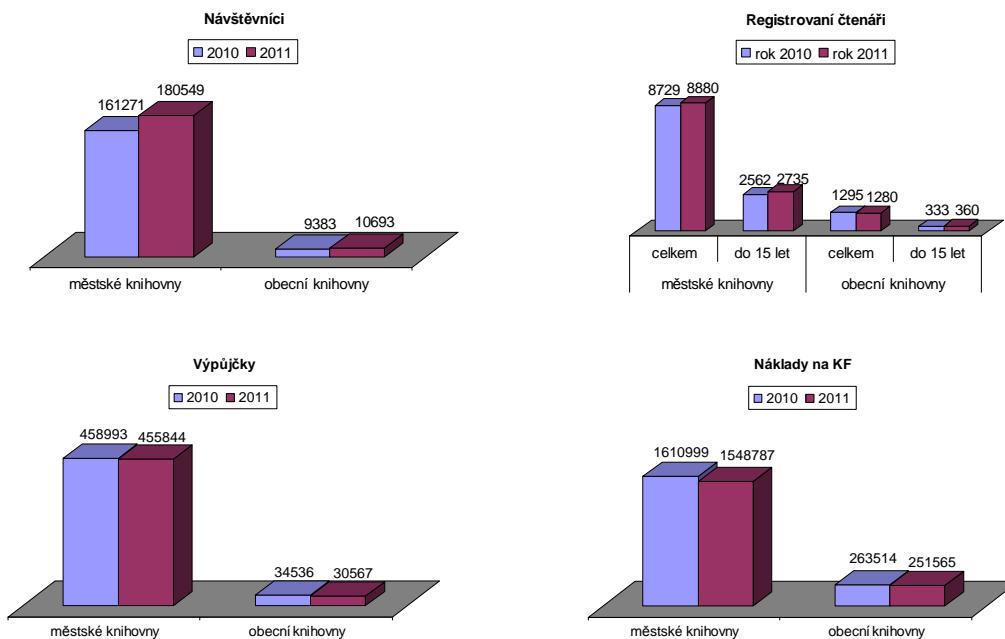 Návštěvníci
2010 2011
161271 180549
9383 10693
městské knihovny obecní knihovny
Registrovaní čtenáři
rok 2010 rok 2011
8729 8880
2562 2735
1295 1280
333 360
celkem do 15 let celkem do 15 let
městské knihovny obecní knihovny
Výpůjčky
2010 2011
458993 455844
34536 30567
městské knihovny obecní knihovny
Náklady na KF
2010 2011
1610999 1548787
263514 251565
městské knihovny obecní knihovny